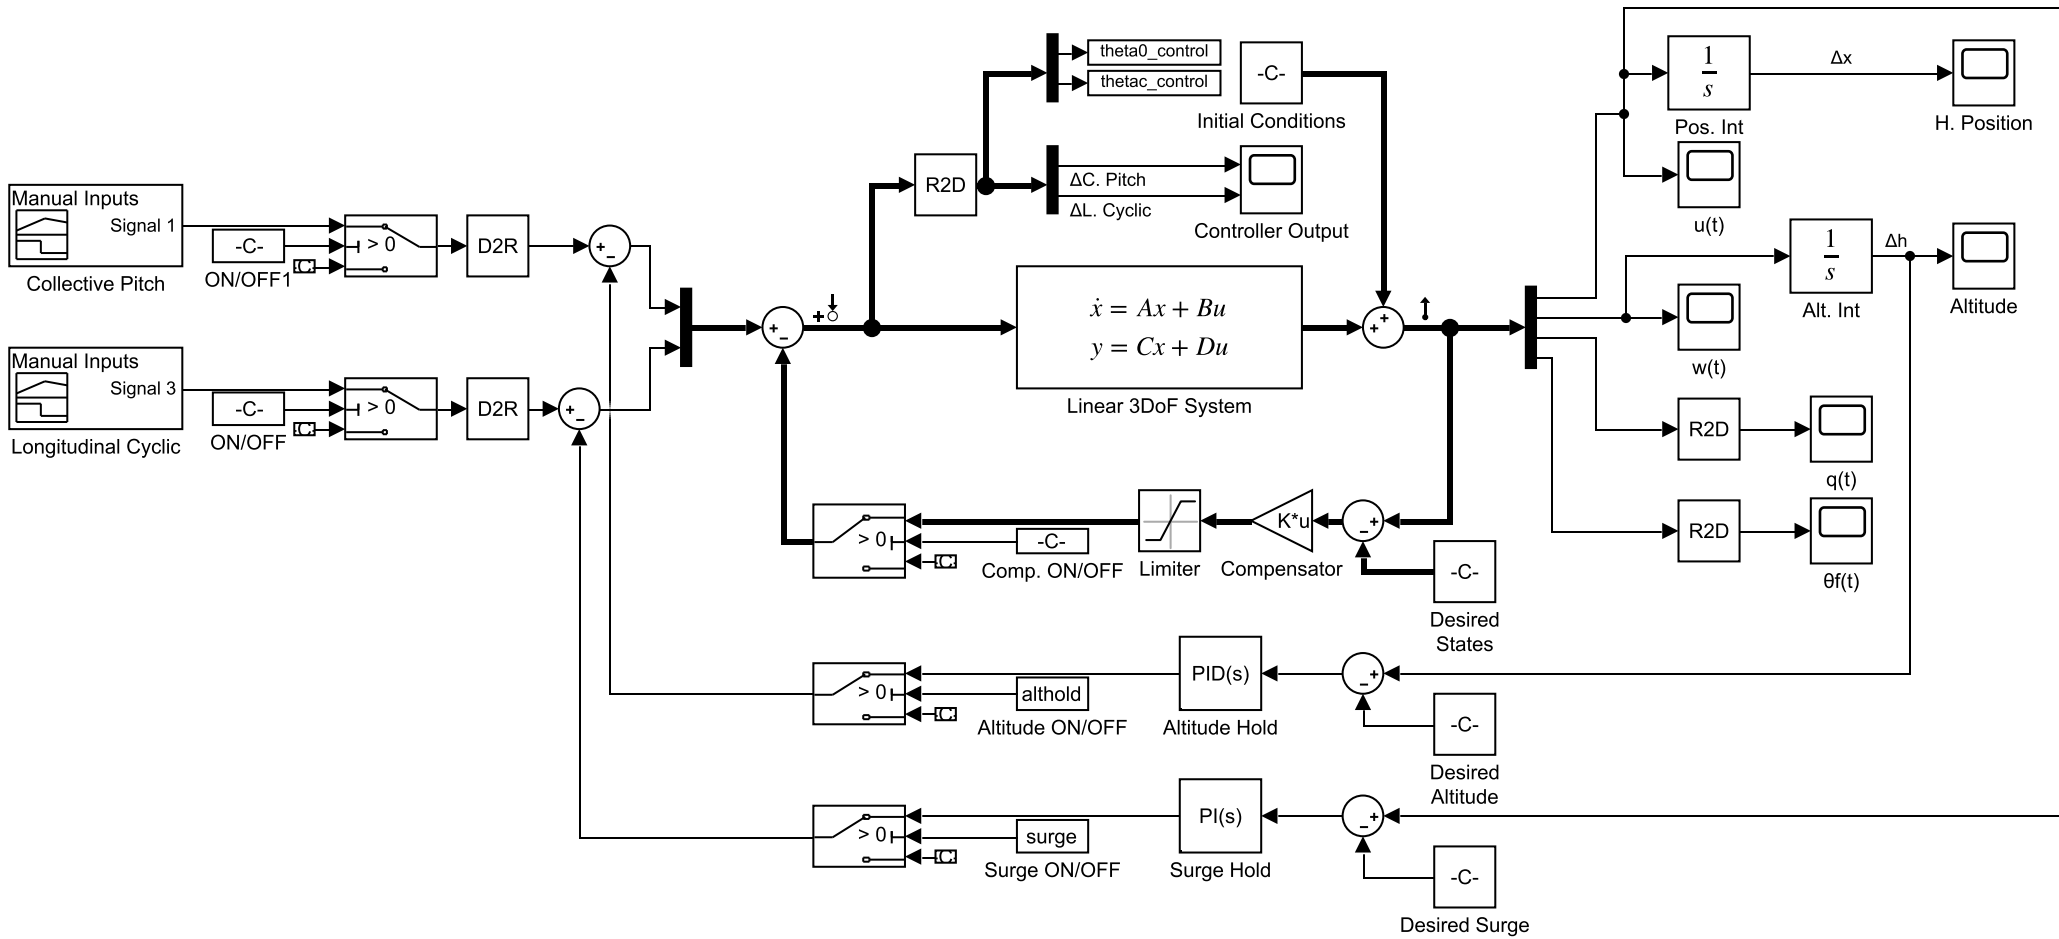 theta0_control
thetac_control
-C-
Initial Conditions
1
s
Pos. Int
Δx
H. Position
R2D
ΔC. Pitch
ΔL. Cyclic
Controller Output
u(t)
Manual Inputs
Signal 1
Collective Pitch
-C-
ON/OFF1
C
> 0
D2R
+
−
1
s
Alt. Int
Δh
Altitude
w(t)
Manual Inputs
Signal 3
Longitudinal Cyclic
-C-
ON/OFF
C
> 0
D2R
+
−
+
−
+
ẋ = Ax + Bu
y = Cx + Du
Linear 3DoF System
+
+
R2D
q(t)
R2D
θf(t)
> 0
-C-
Comp. ON/OFF
C
Limiter
K*u
Compensator
+
−
-C-
Desired
States
> 0
althold
Altitude ON/OFF
C
PID(s)
Altitude Hold
+
−
-C-
Desired
Altitude
> 0
surge
Surge ON/OFF
C
PI(s)
Surge Hold
+
−
-C-
Desired Surge